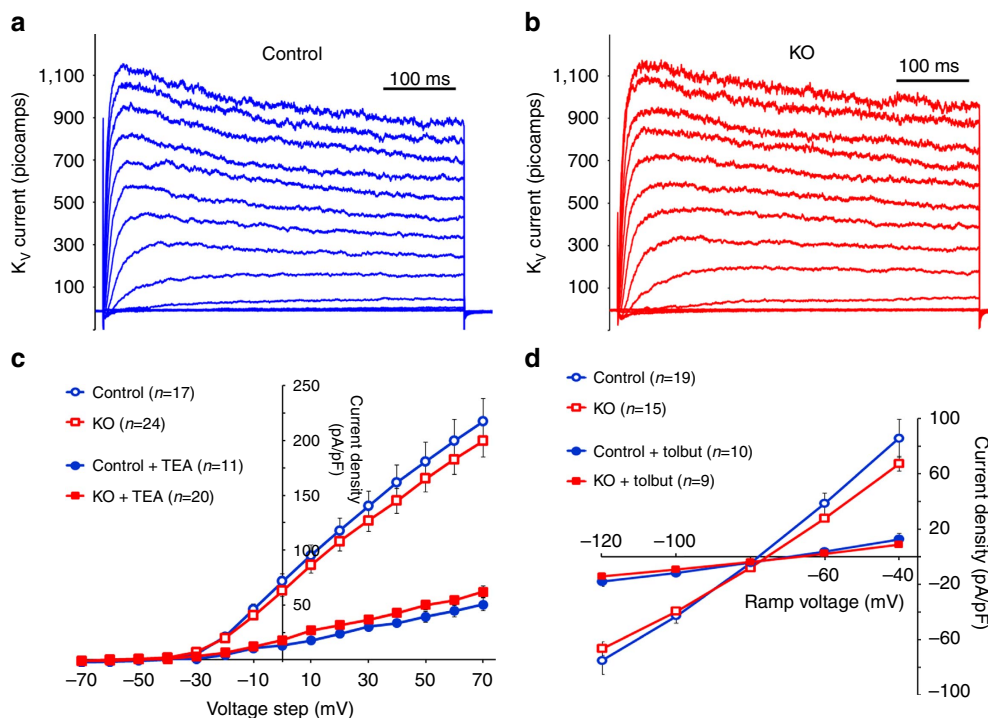 a
Control
100 ms
1,100
900
700
500
300
100
K_V current (picoamps)
b
KO
100 ms
1,100
900
700
500
300
100
K_V current (picoamps)
c
Control (n=17)
KO (n=24)
Control + TEA (n=11)
KO + TEA (n=20)
250
200
150
100
50
Current density
(pA/pF)
−70 −50 −30 −10 10 30 50 70
Voltage step (mV)
d
Control (n=19)
KO (n=15)
Control + tolbut (n=10)
KO + tolbut (n=9)
100
80
60
40
20
−20
−40
−60
−80
−100
Current density (pA/pF)
−120 −100 −60 −40
Ramp voltage (mV)